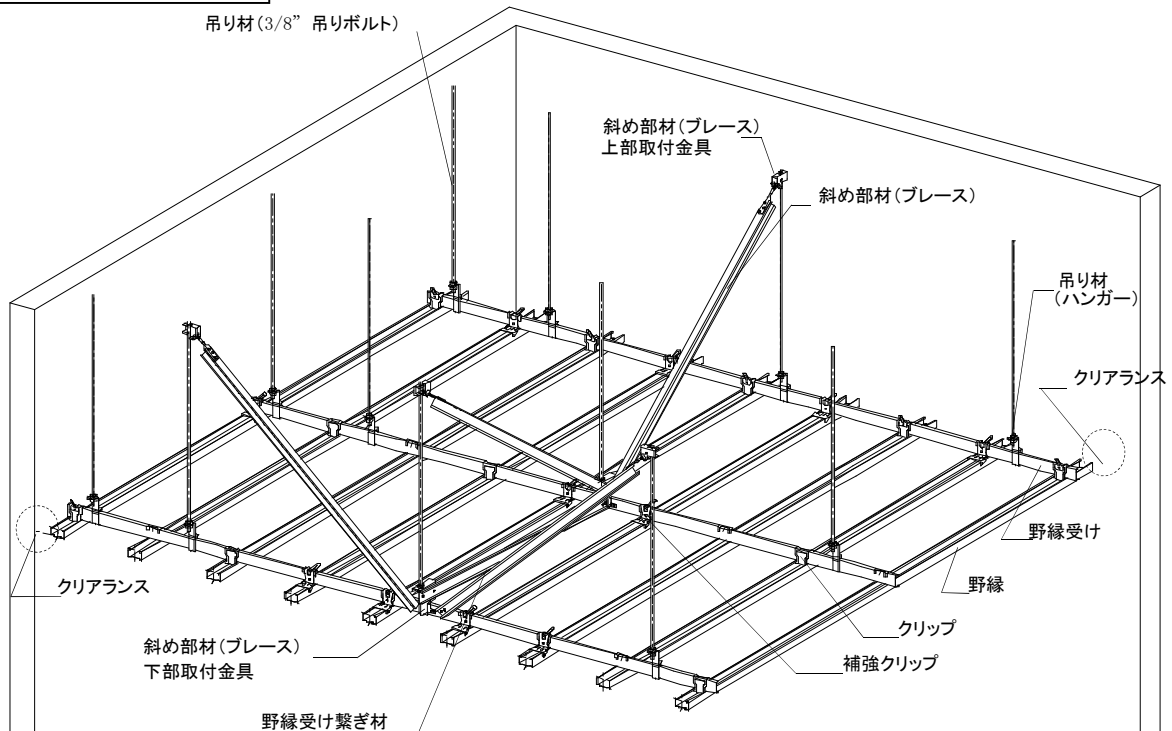 吊り材(3/8” 吊りボルト)
斜め部材(ブレース)
上部取付金具
斜め部材(ブレース)
吊り材
(ハンガー)
クリアランス
野縁受け
野縁
クリアランス
クリップ
斜め部材(ブレース)
下部取付金具
補強クリップ
野縁受け繋ぎ材